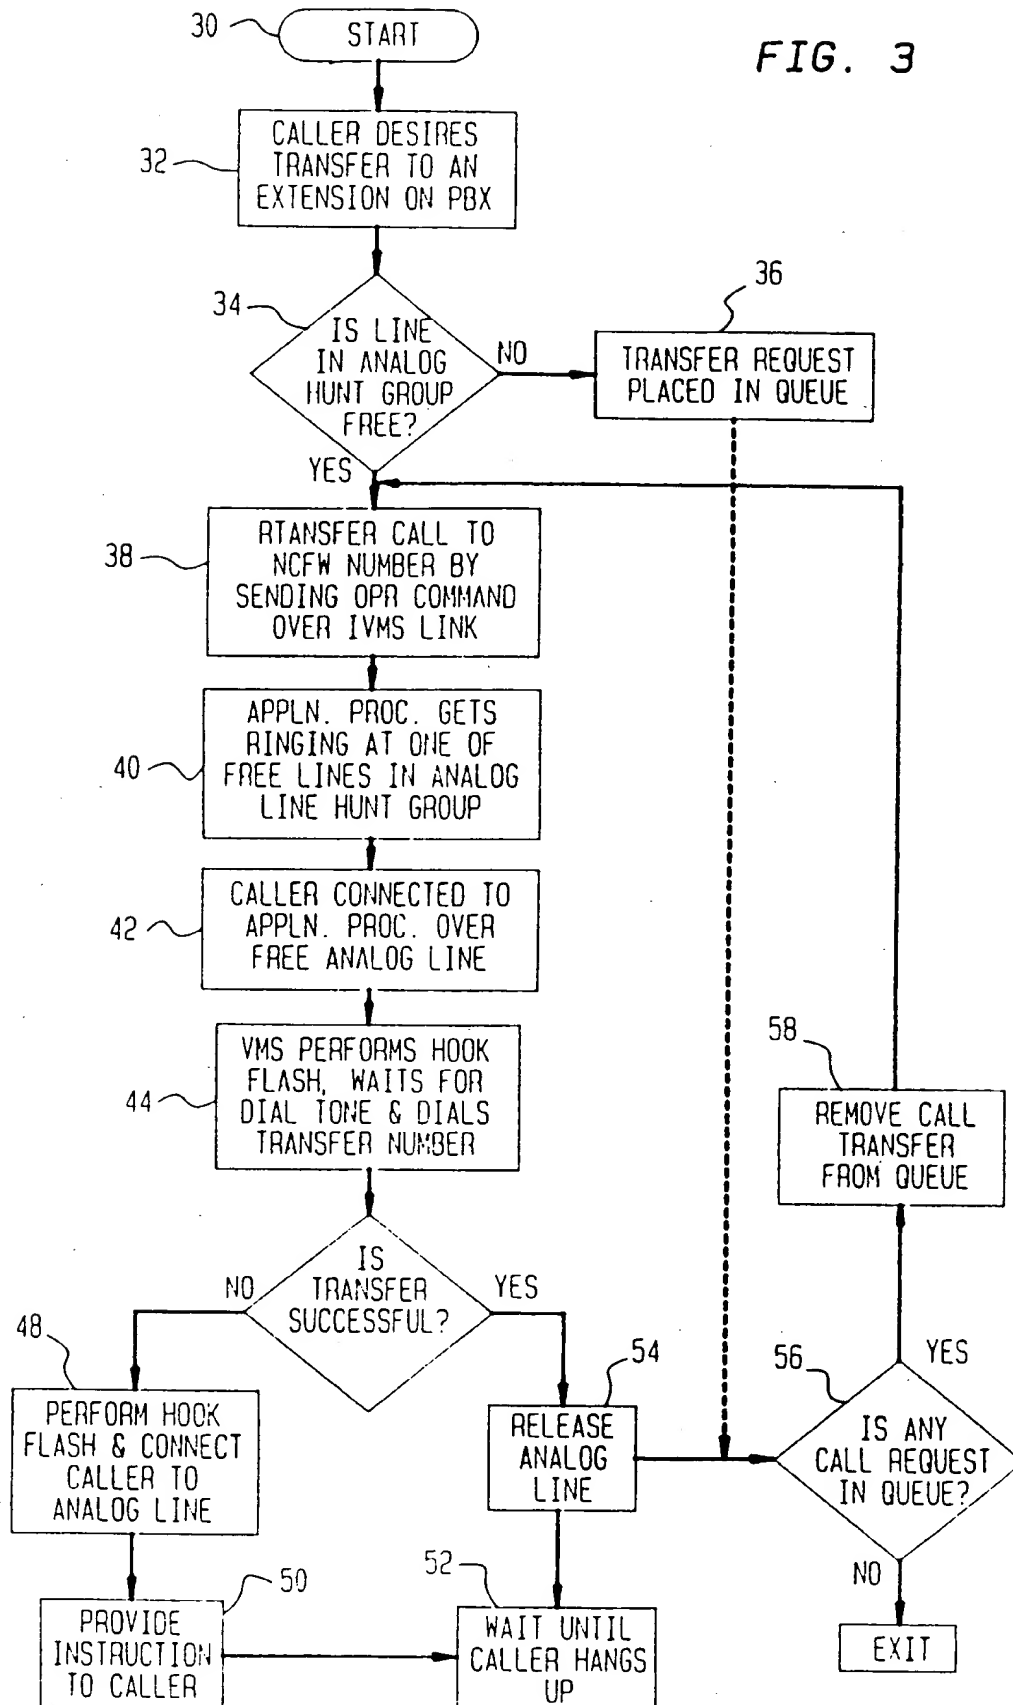 FIG. 3
30
START
32
CALLER DESIRES
TRANSFER TO AN
EXTENSION ON PBX
34
IS LINE
IN ANALOG
HUNT GROUP
FREE?
NO
36
TRANSFER REQUEST
PLACED IN QUEUE
YES
38
RTANSFER CALL TO
NCFW NUMBER BY
SENDING OPR COMMAND
OVER IVMS LINK
40
APPLN. PROC. GETS
RINGING AT ONE OF
FREE LINES IN ANALOG
LINE HUNT GROUP
42
CALLER CONNECTED TO
APPLN. PROC. OVER
FREE ANALOG LINE
44
VMS PERFORMS HOOK
FLASH, WAITS FOR
DIAL TONE & DIALS
TRANSFER NUMBER
58
REMOVE CALL
TRANSFER
FROM QUEUE
IS
TRANSFER
SUCCESSFUL?
NO
YES
48
PERFORM HOOK
FLASH & CONNECT
CALLER TO
ANALOG LINE
54
RELEASE
ANALOG
LINE
56
YES
IS ANY
CALL REQUEST
IN QUEUE?
NO
50
PROVIDE
INSTRUCTION
TO CALLER
52
WAIT UNTIL
CALLER HANGS
UP
EXIT